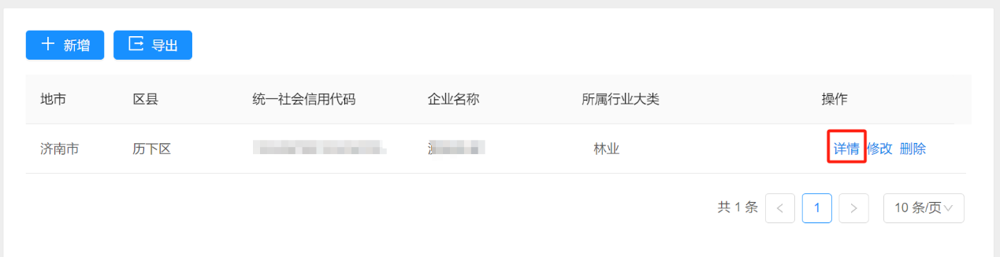 新增 导出
地市 区县 统一社会信用代码 企业名称 所属行业大类 操作
济南市 历下区 林业 详情 修改 删除
共 1 条 < 1 > 10 条/页